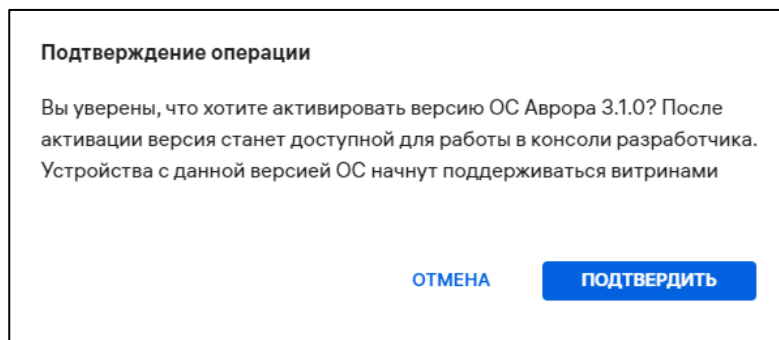 Подтверждение операции
Вы уверены, что хотите активировать версию ОС Аврора 3.1.0? После
активации версия станет доступной для работы в консоли разработчика.
Устройства с данной версией ОС начнут поддерживаться витринами
ОТМЕНА ПОДТВЕРДИТЬ